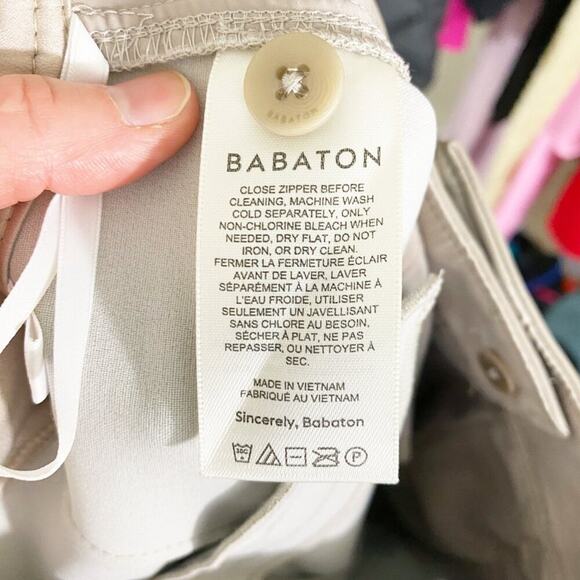 BABATON
BABATON
CLOSE ZIPPER BEFORE
CLEANING, MACHINE WASH
COLD SEPARATELY, ONLY
NON-CHLORINE BLEACH WHEN
NEEDED, DRY FLAT, DO NOT
IRON, OR DRY CLEAN.
FERMER LA FERMETURE ÉCLAIR
AVANT DE LAVER, LAVER
SÉPARÉMENT À LA MACHINE À
L'EAU FROIDE, UTILISER
SEULEMENT UN JAVELLISANT
SANS CHLORE AU BESOIN,
SÉCHER À PLAT, NE PAS
REPASSER, OU NETTOYER À
SEC.
MADE IN VIETNAM
FABRIQUÉ AU VIETNAM
Sincerely, Babaton
30C P